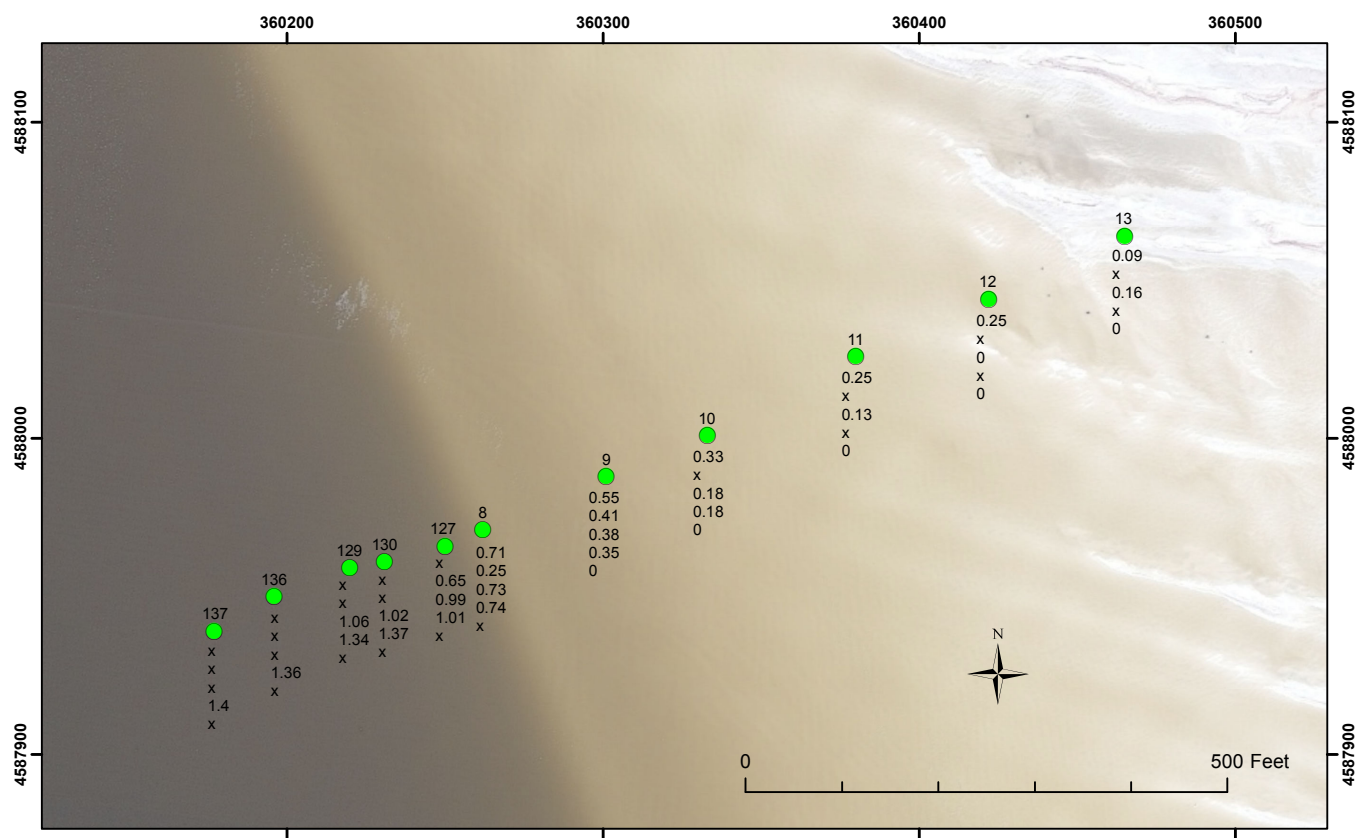 360200 360300 360400 360500
4588100
4588000
4587900
4588100
4588000
4587900
13
0.09
x
0.16
x
0
12
0.25
x
0
x
0
11
0.25
x
0.13
x
0
10
0.33
x
0.18
0.18
0
9
0.55
0.41
0.38
0.35
0
8
0.71
0.25
0.73
0.74
x
127
x
0.65
0.99
1.01
x
130
x
x
1.02
1.37
x
129
x
x
1.06
1.34
x
136
x
x
x
1.36
x
137
x
x
x
1.4
x
N
0 500 Feet